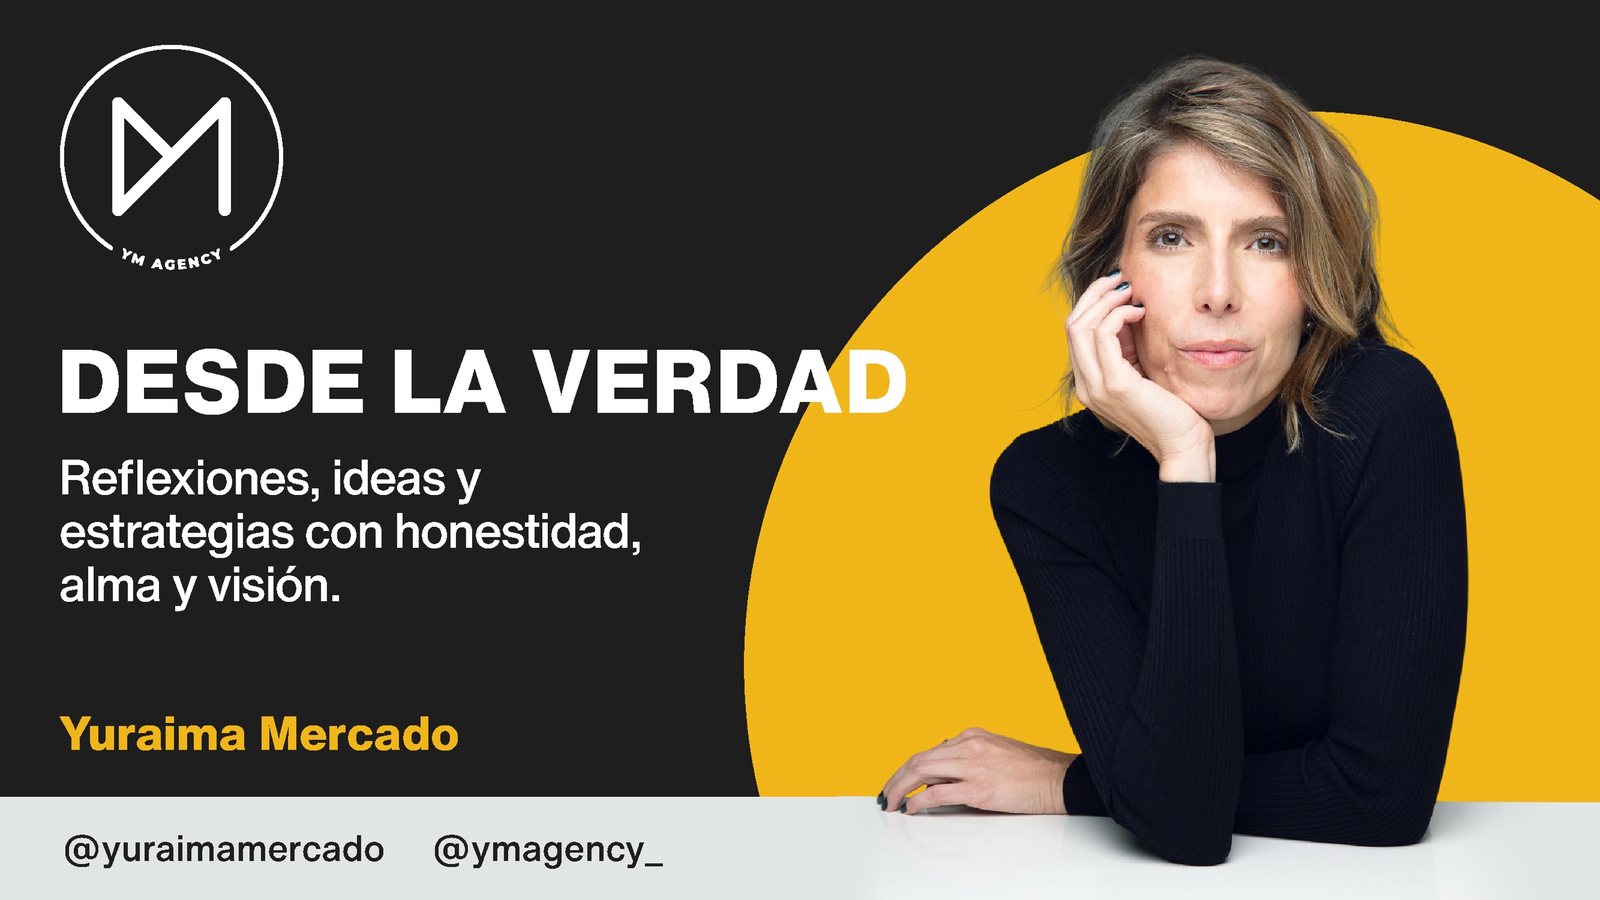 YM AGENCY
DESDE LA VERDAD
Reflexiones, ideas y
estrategias con honestidad,
alma y visión.
Yuraima Mercado
@yuraimamercado @ymagency_